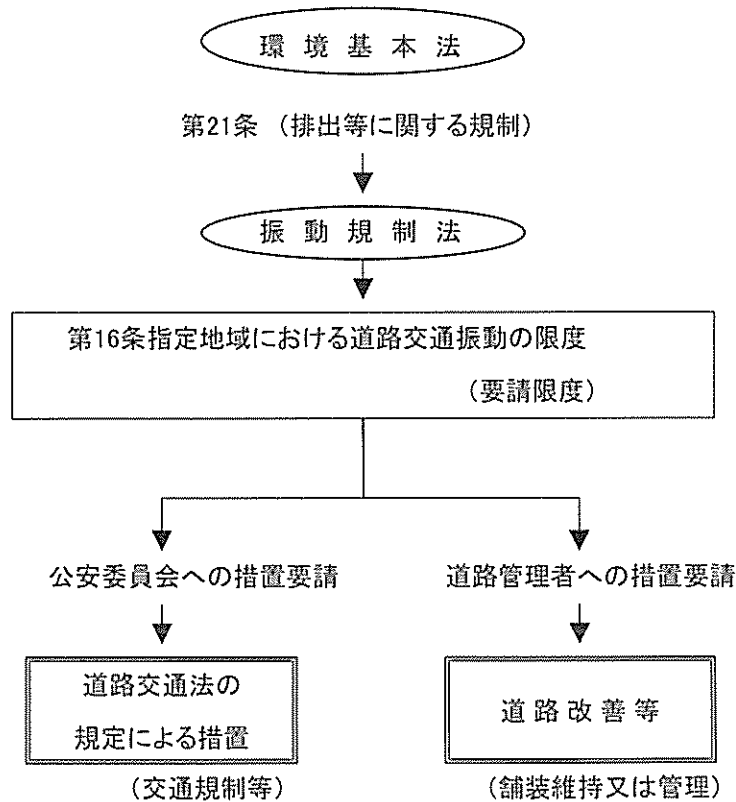 環境基本法
第21条 (排出等に関する規制)
振動規制法
第16条指定地域における道路交通振動の限度
(要請限度)
公安委員会への措置要請
道路管理者への措置要請
道路交通法の
規定による措置
(交通規制等)
道路改善等
(舗装維持又は管理)